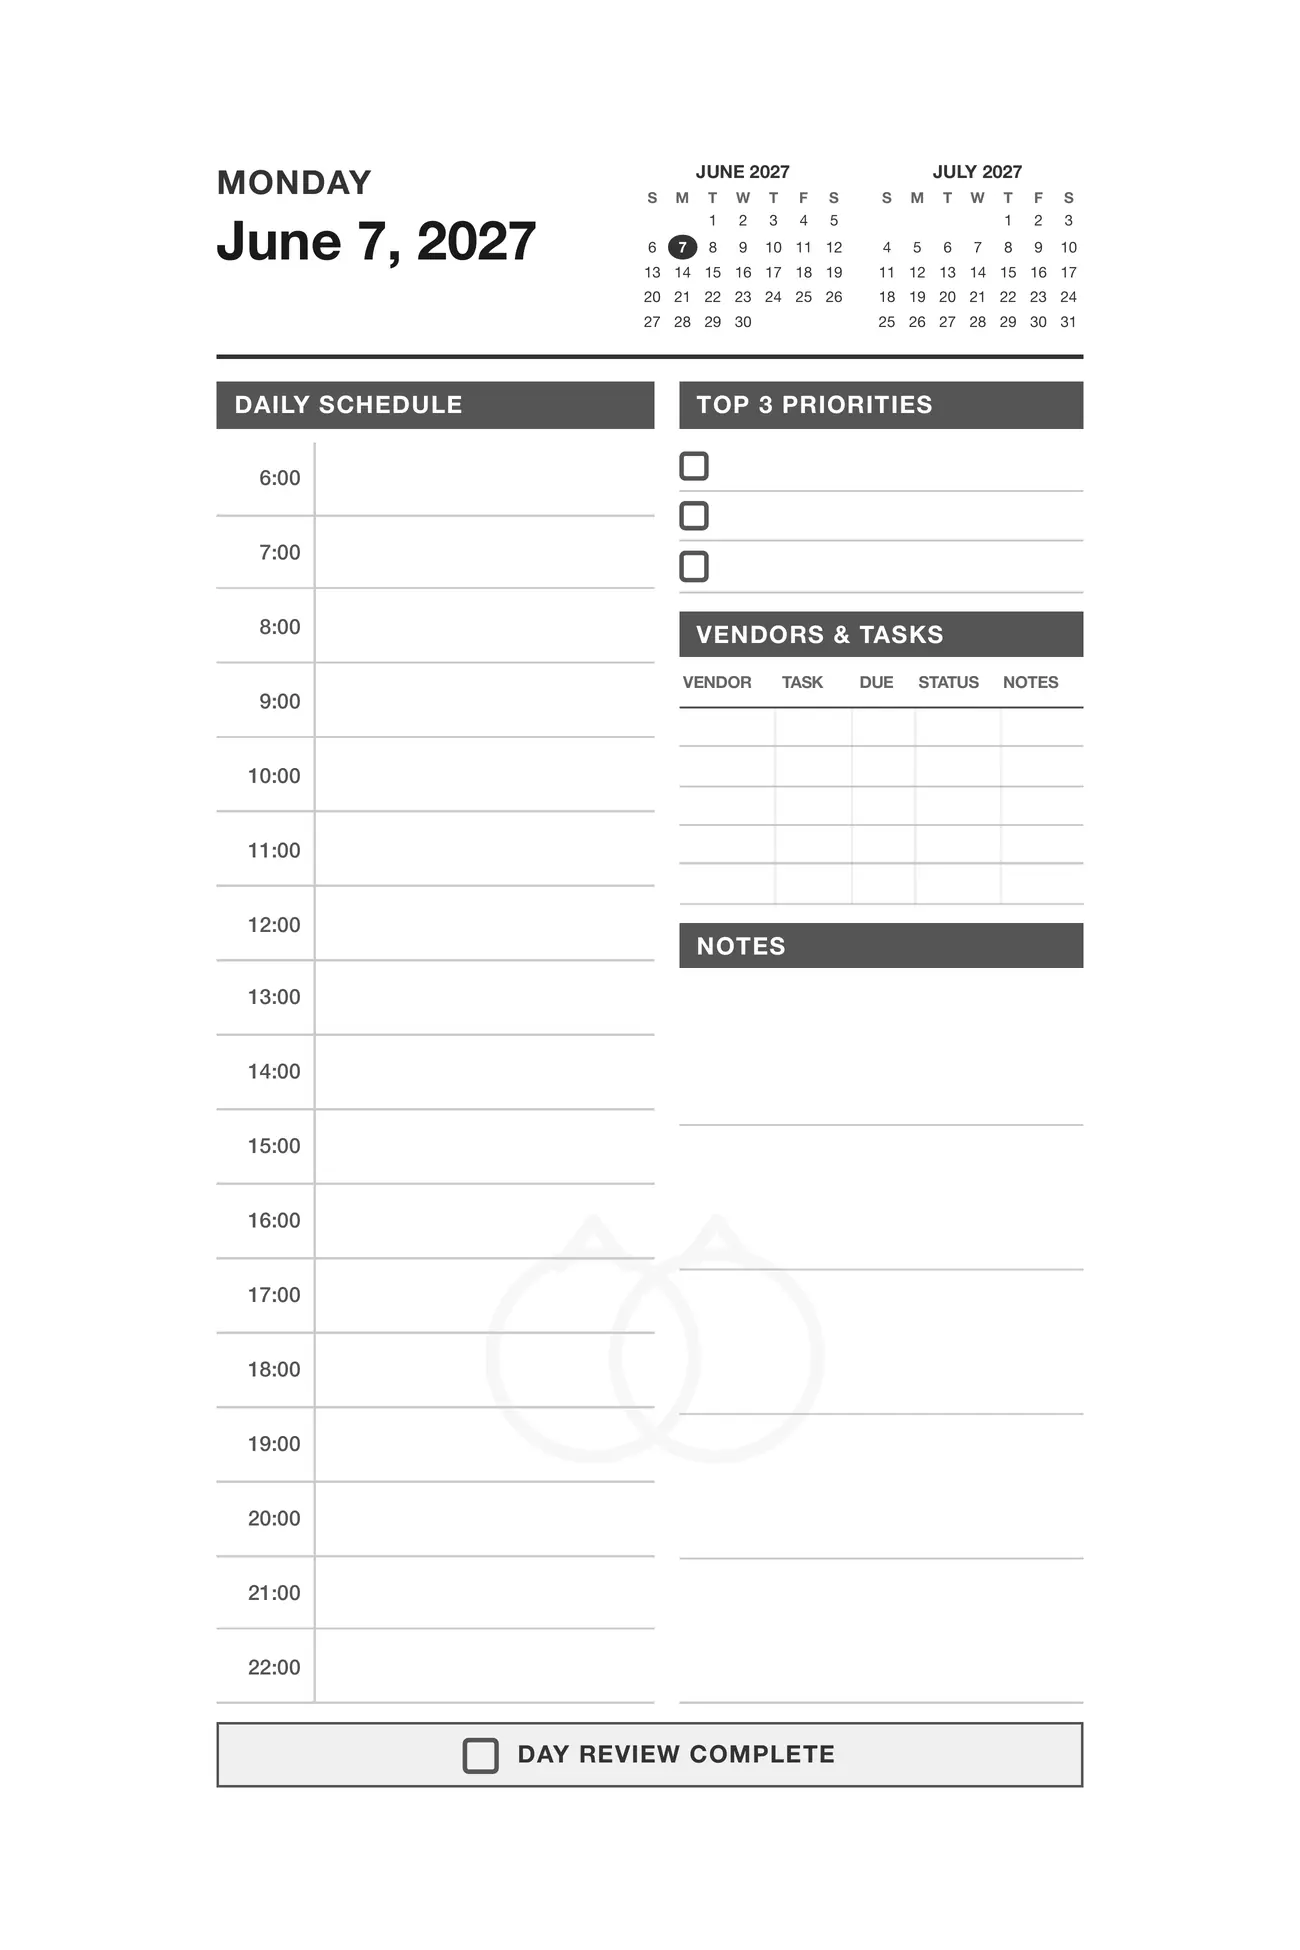 MONDAY
June 7, 2027
JUNE 2027
S M T W T F S
1 2 3 4 5
6 7 8 9 10 11 12
13 14 15 16 17 18 19
20 21 22 23 24 25 26
27 28 29 30
JULY 2027
S M T W T F S
1 2 3
4 5 6 7 8 9 10
11 12 13 14 15 16 17
18 19 20 21 22 23 24
25 26 27 28 29 30 31
DAILY SCHEDULE
6:00
7:00
8:00
9:00
10:00
11:00
12:00
13:00
14:00
15:00
16:00
17:00
18:00
19:00
20:00
21:00
22:00
TOP 3 PRIORITIES
VENDORS & TASKS
VENDOR TASK DUE STATUS NOTES
NOTES
DAY REVIEW COMPLETE